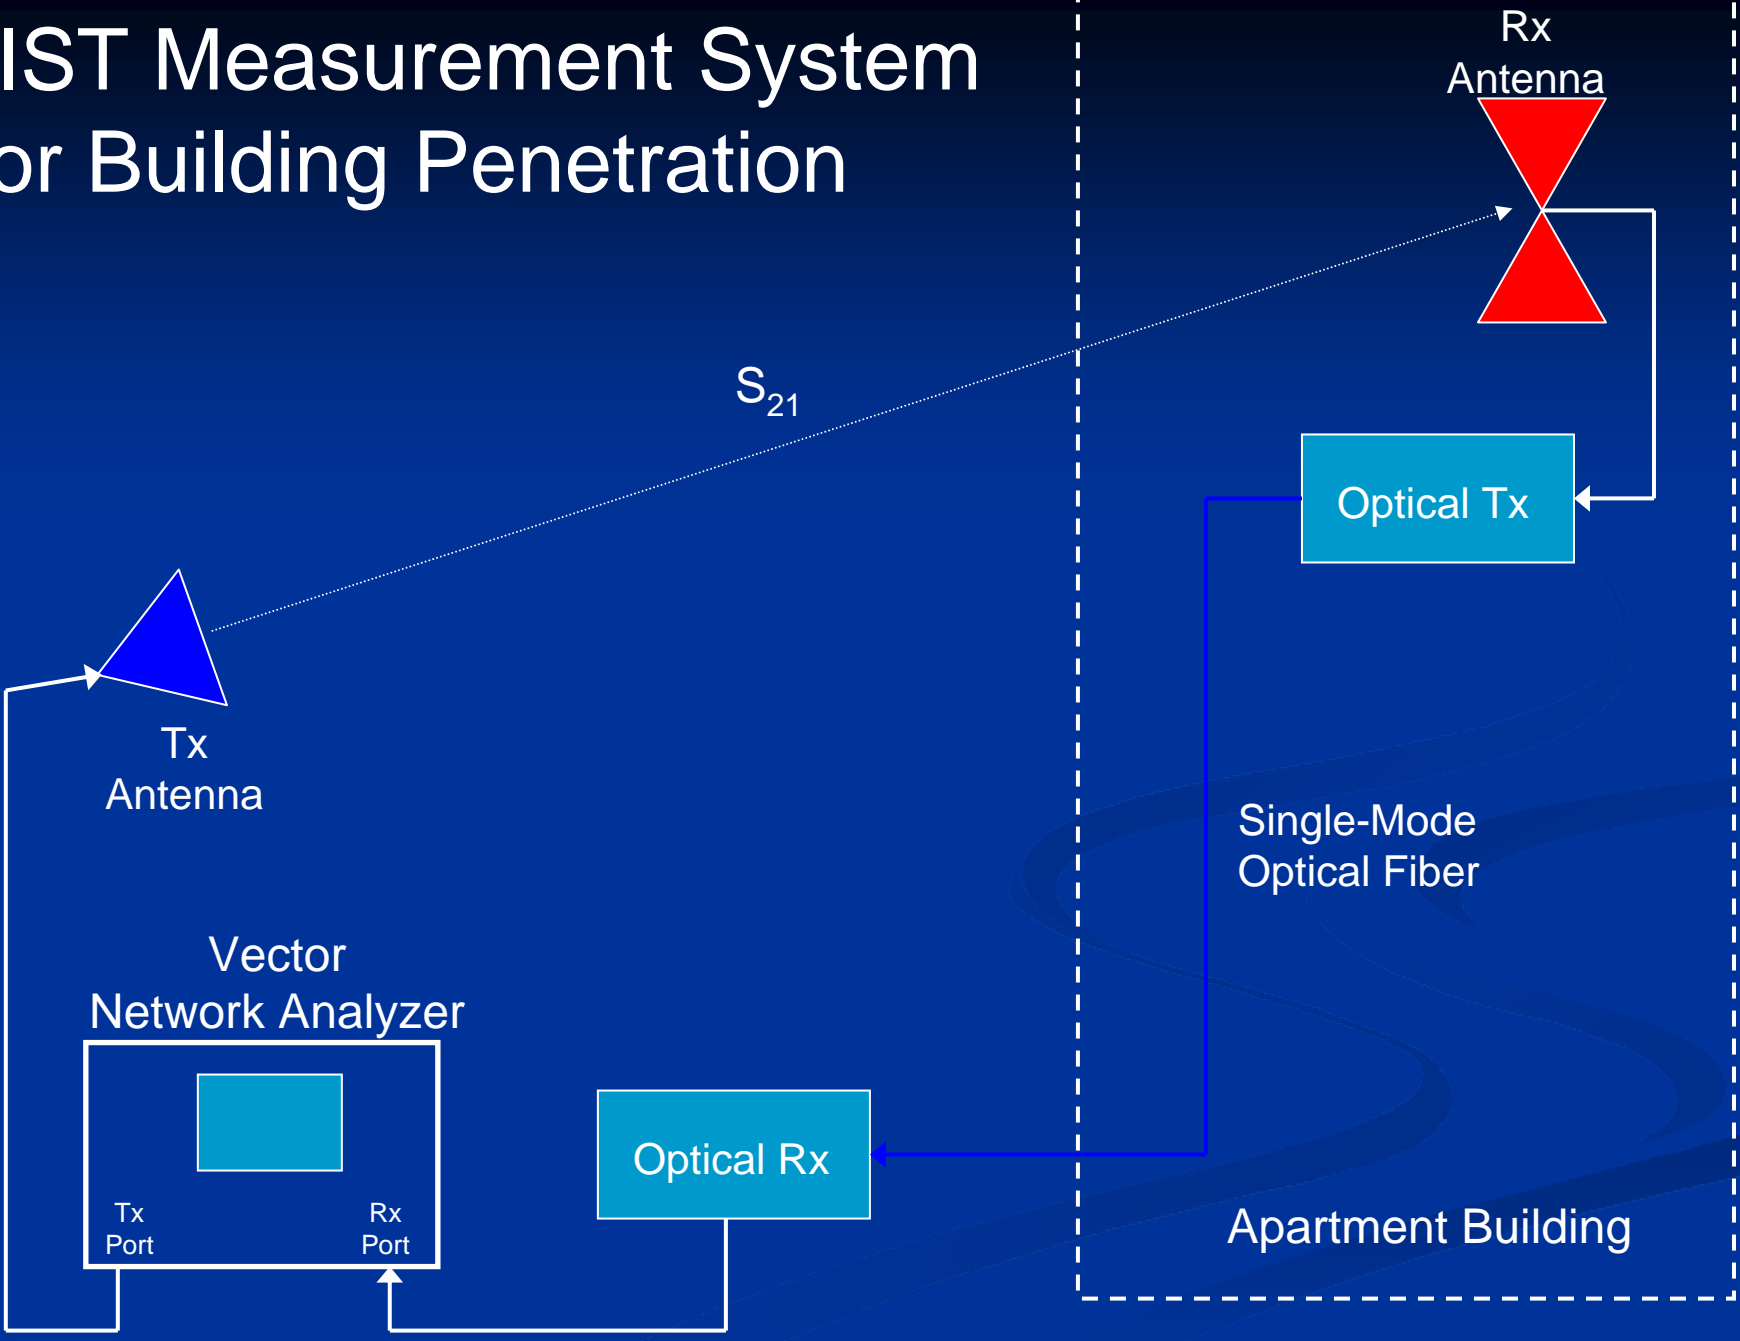 IST Measurement System
or Building Penetration
Rx
Antenna
S21
Optical Tx
Tx
Antenna
Single-Mode
Optical Fiber
Vector
Network Analyzer
Optical Rx
Tx
Port
Rx
Port
Apartment Building